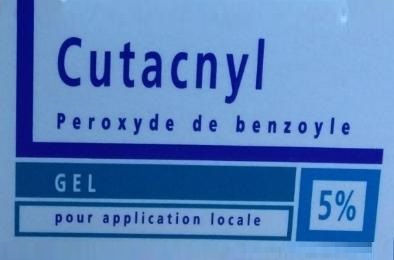 Cutacnyl
Peroxyde de benzoyle
GEL
pour application locale
5%